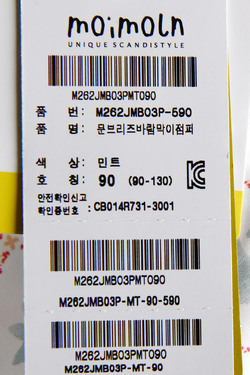 moimoln
UNIQUE SCANDISTYLE
M262JMB03PMT090
품 번 : M262JMB03P-590
품 명 : 문브리즈바람막이점퍼
색 상 : 민트
호 칭 : 90 (90-130)
안전확인신고
확인증번호 : CB014R731-3001
M262JMB03PMT090
M262JMB03P-MT-90-590
M262JMB03PMT090
M262JMB03P-MT-90-590